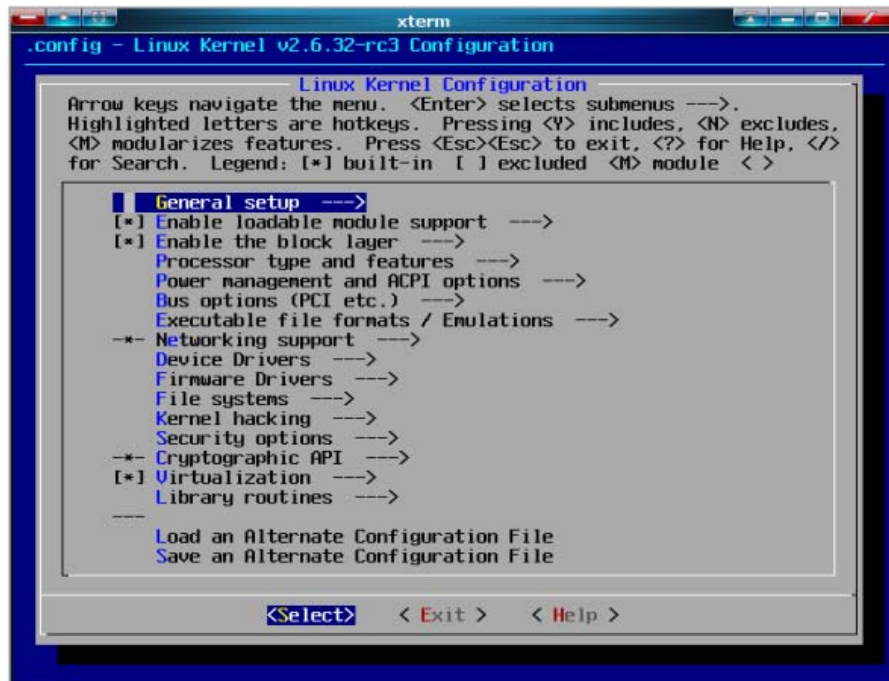 xterm
.config - Linux Kernel v2.6.32-rc3 Configuration
Linux Kernel Configuration
Arrow keys navigate the menu.  <Enter> selects submenus --->.
Highlighted letters are hotkeys.  Pressing <Y> includes, <N> excludes,
<M> modularizes features.  Press <Esc><Esc> to exit, <?> for Help, </>
for Search.  Legend: [*] built-in  [ ] excluded  <M> module  < >
General setup  --->
[*] Enable loadable module support  --->
[*] Enable the block layer  --->
Processor type and features  --->
Power management and ACPI options  --->
Bus options (PCI etc.)  --->
Executable file formats / Emulations  --->
-*- Networking support  --->
Device Drivers  --->
Firmware Drivers  --->
File systems  --->
Kernel hacking  --->
Security options  --->
-*- Cryptographic API  --->
[*] Virtualization  --->
Library routines  --->
---
Load an Alternate Configuration File
Save an Alternate Configuration File
<Select>    < Exit >    < Help >